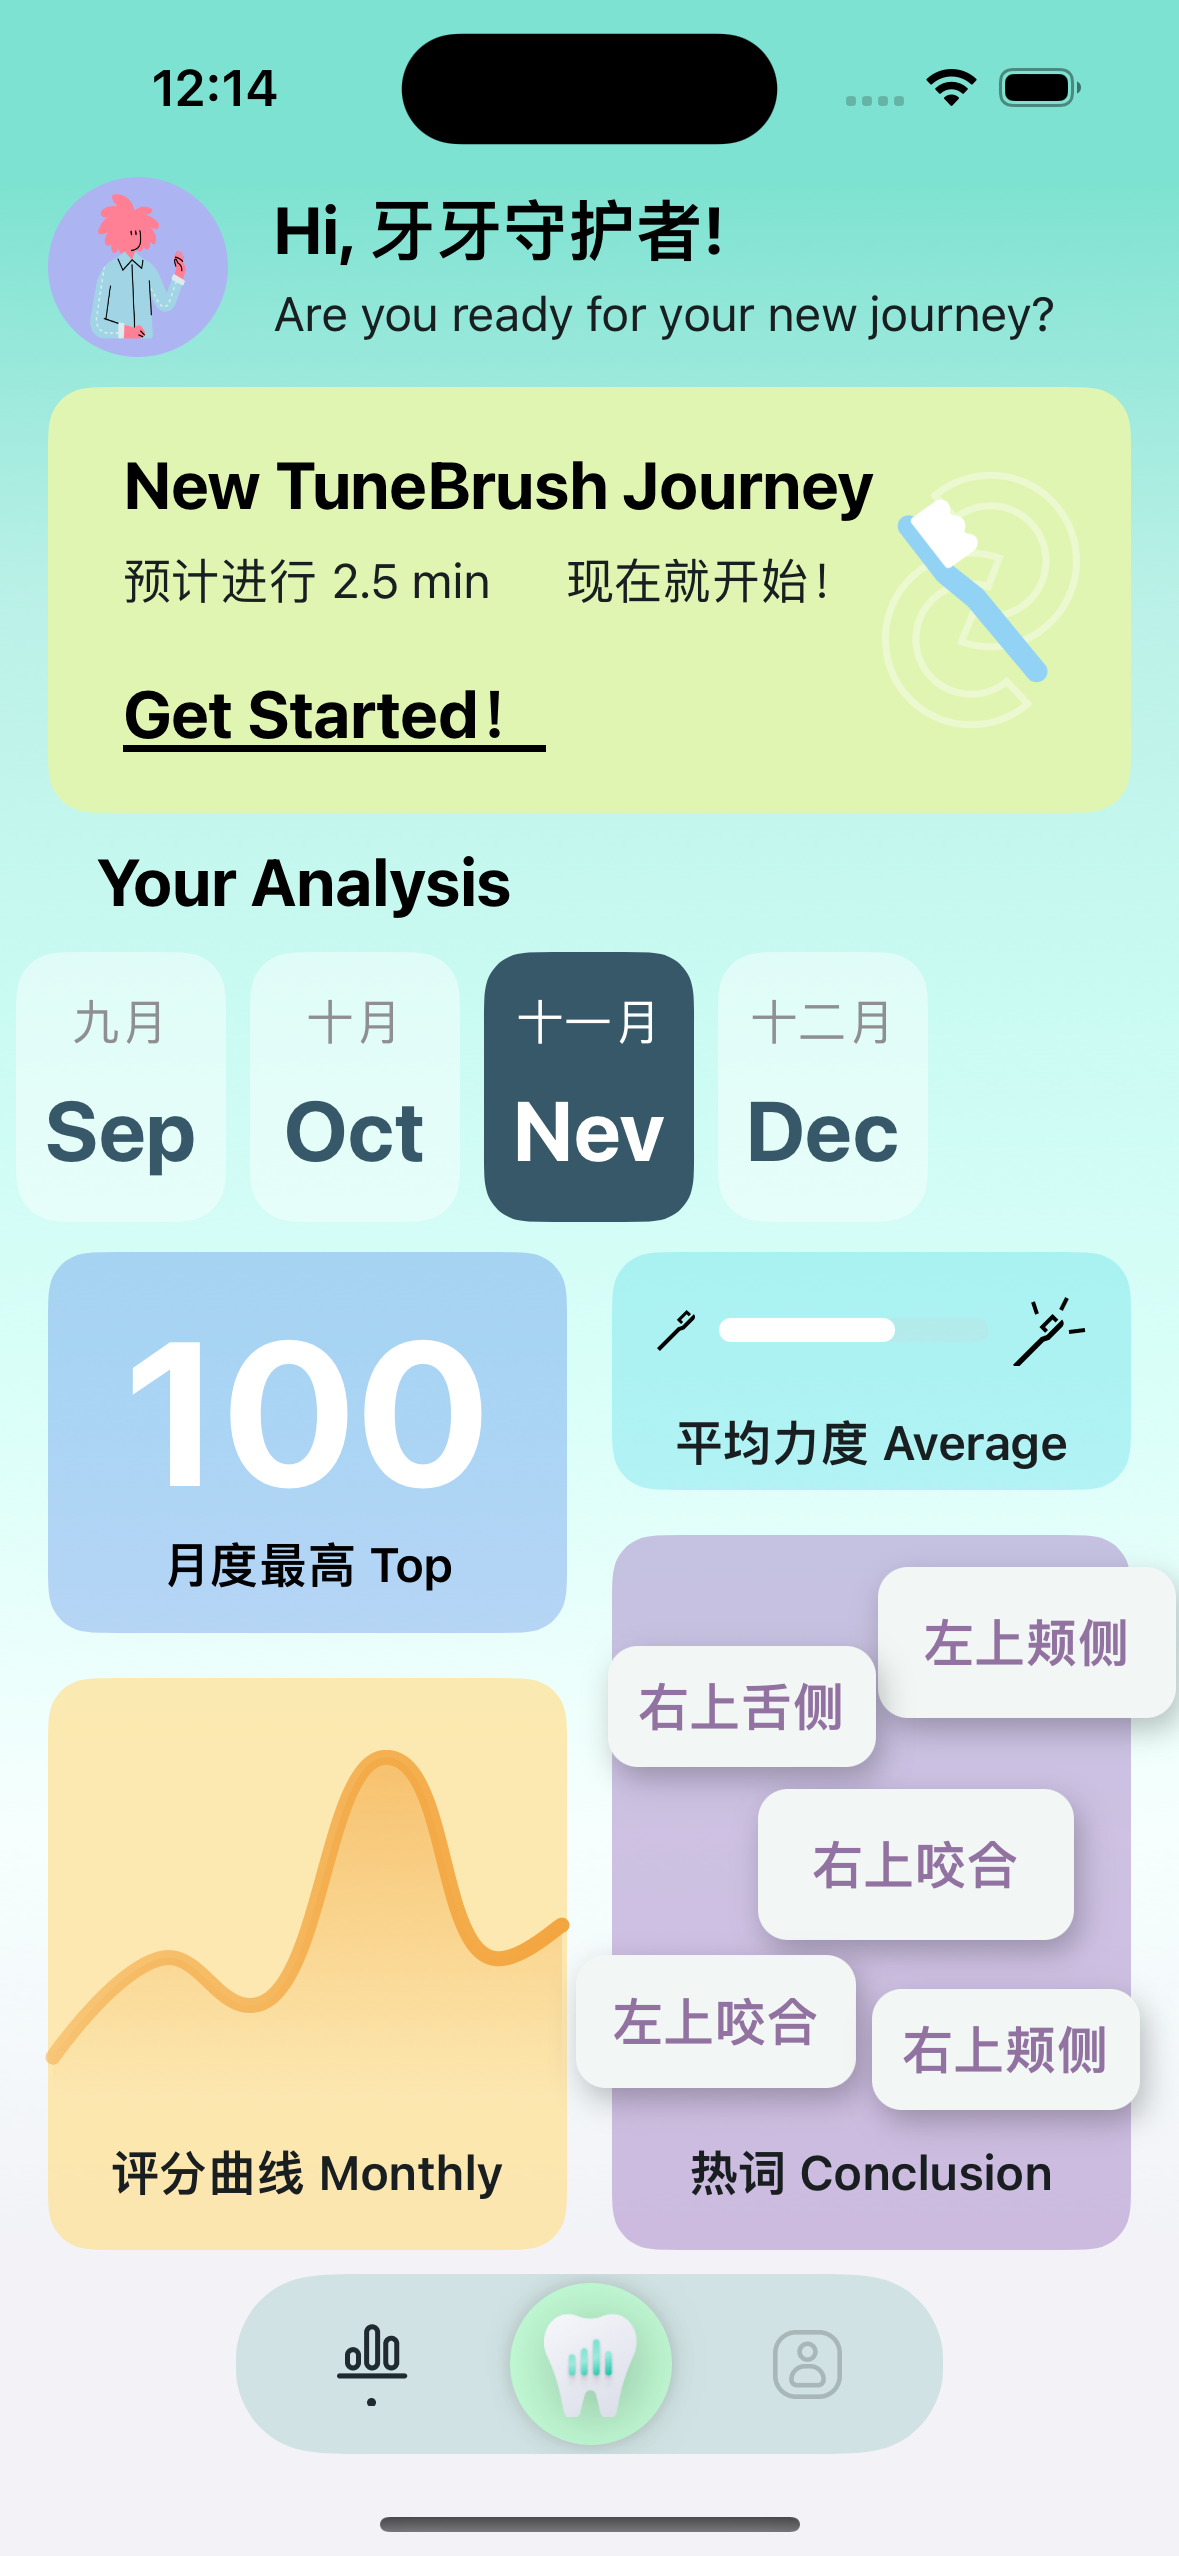 12:14
Hi, 牙牙守护者!
Are you ready for your new journey?
New TuneBrush Journey
预计进行 2.5 min 现在就开始！
Get Started！
Your Analysis
九月 十月 十一月 十二月
Sep Oct Nev Dec
100
月度最高 Top
平均力度 Average
左上颊侧
右上舌侧
右上咬合
左上咬合
右上颊侧
评分曲线 Monthly
热词 Conclusion